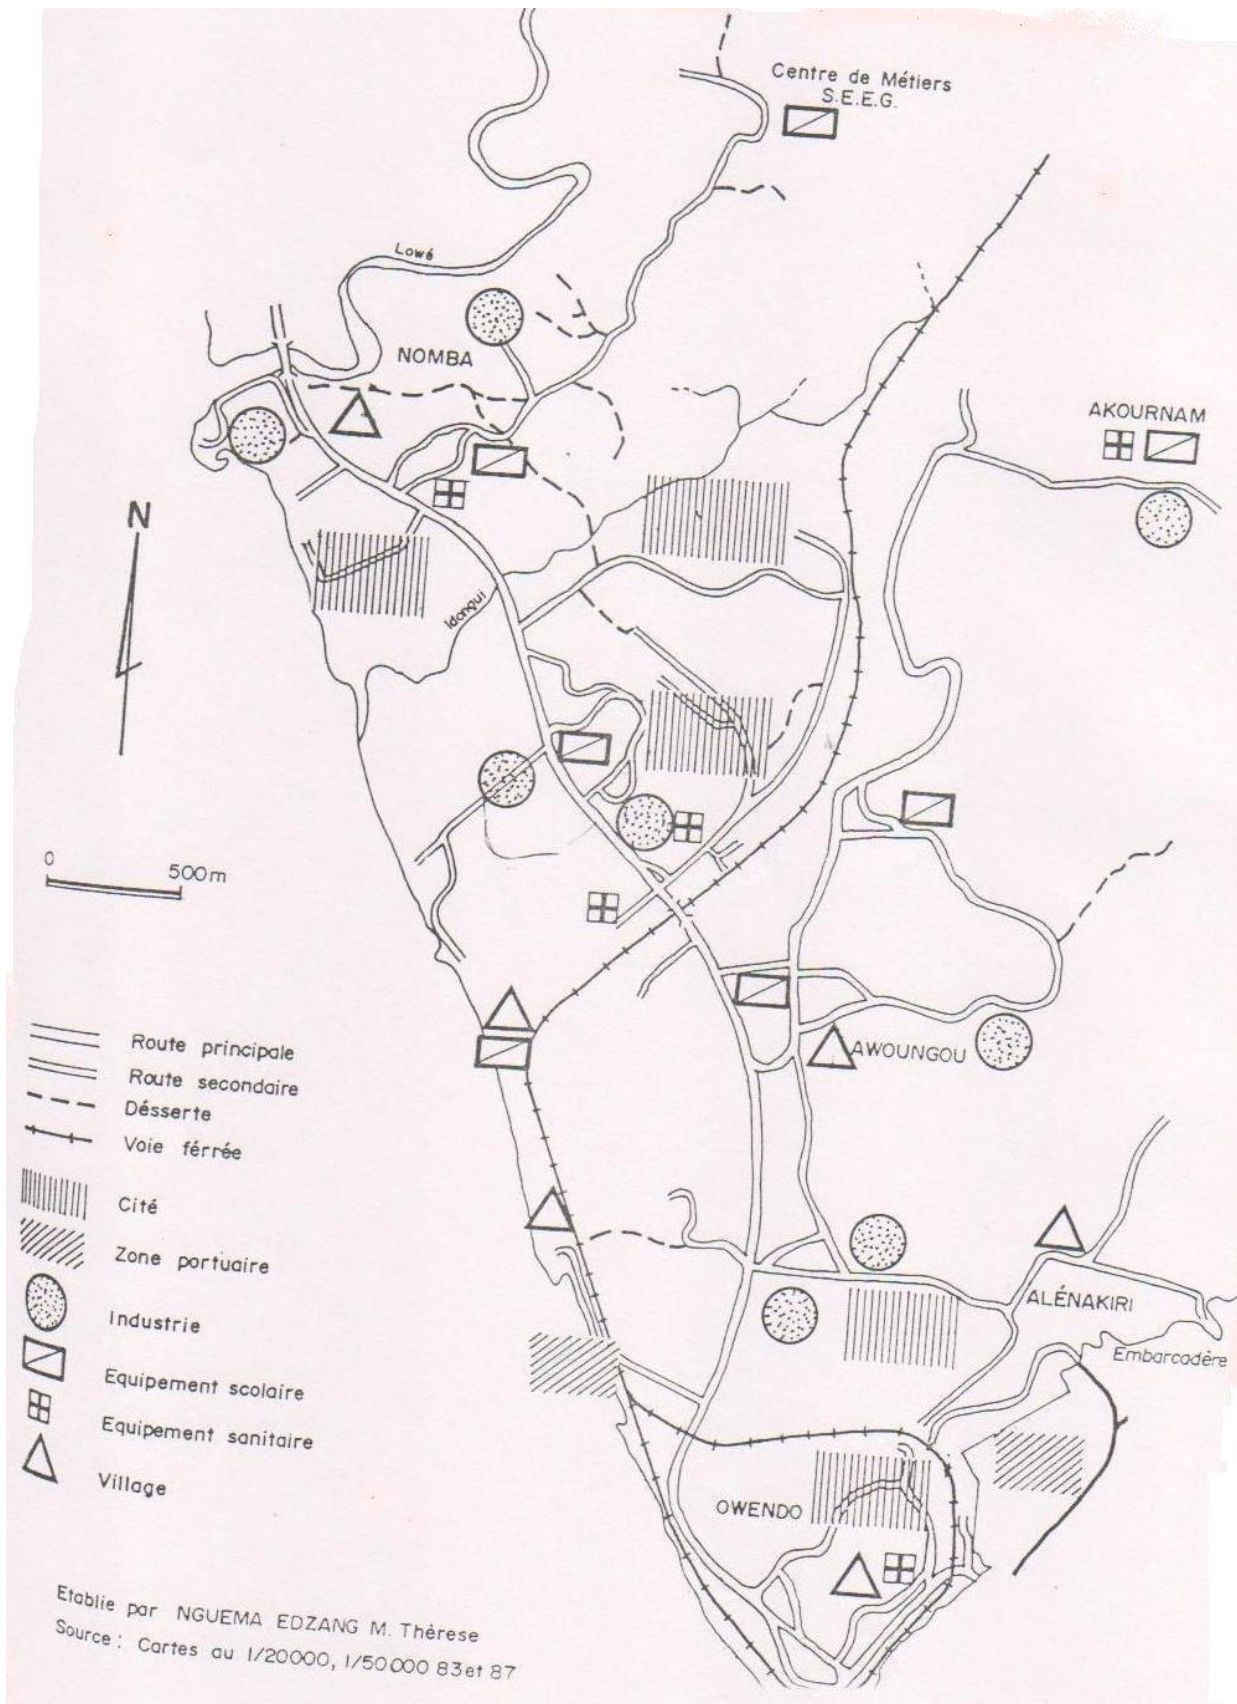 Centre de Métiers
S.E.E.G.
Lowé
NOMBA
AKOURNAM
N
Idongui
0
500m
AWOUNGOU
ALÉNAKIRI
Embarcadère
OWENDO
Route principale
Route secondaire
Désserte
Voie férrée
Cité
Zone portuaire
Industrie
Equipement scolaire
Equipement sanitaire
Village
Etablie par NGUEMA EDZANG M. Thèrese
Source : Cartes au 1/20000, 1/50000 83et 87